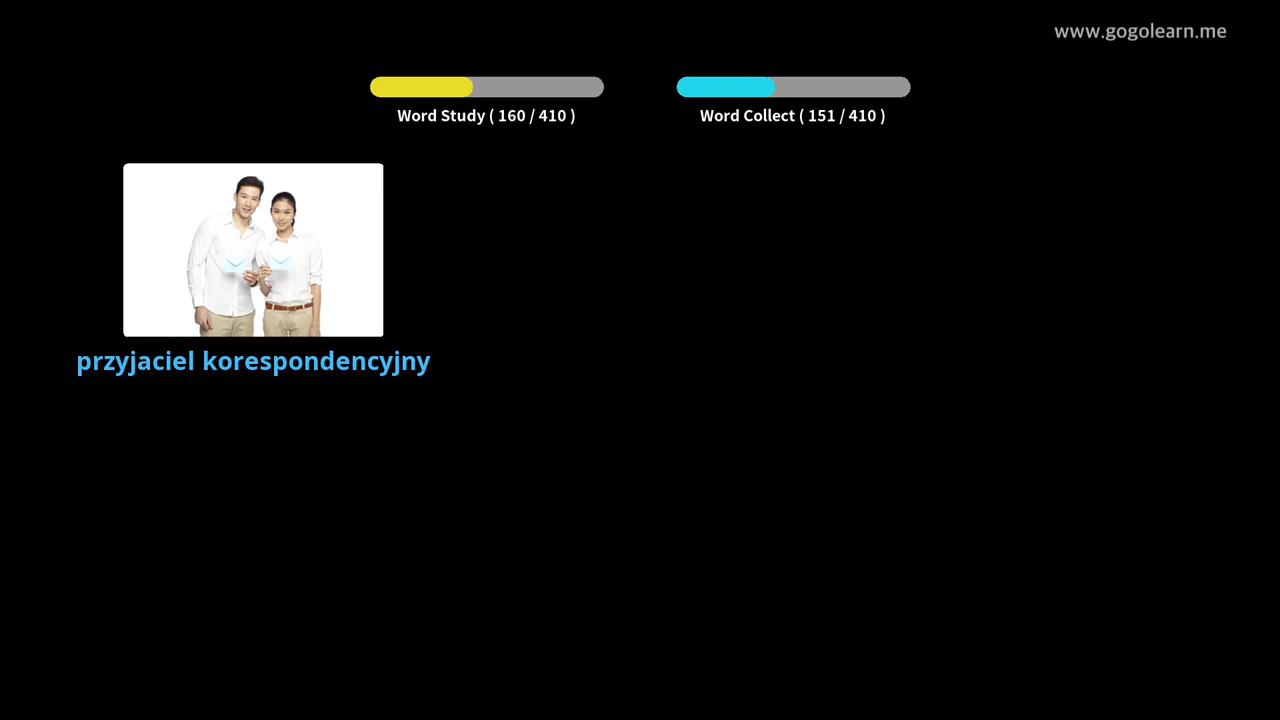 www.gogolearn.me
Word Study ( 160 / 410 )
Word Collect ( 151 / 410 )
przyjaciel korespondencyjny